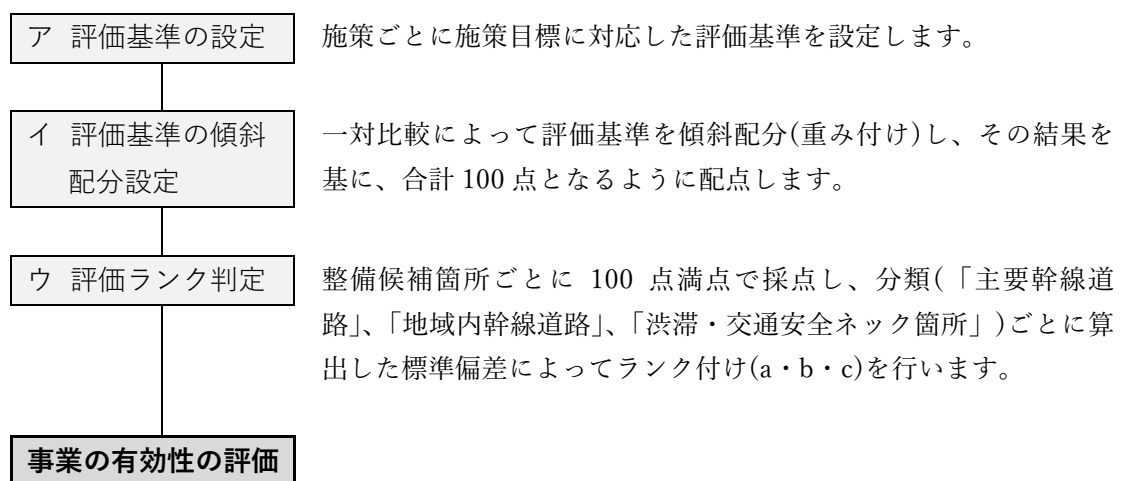 ア 評価基準の設定
施策ごとに施策目標に対応した評価基準を設定します。
イ 評価基準の傾斜
配分設定
一対比較によって評価基準を傾斜配分(重み付け)し、その結果を
基に、合計 100 点となるように配点します。
ウ 評価ランク判定
整備候補箇所ごとに 100 点満点で採点し、分類(「主要幹線道
路」、「地域内幹線道路」、「渋滞・交通安全ネック箇所」)ごとに算
出した標準偏差によってランク付け(a・b・c)を行います。
事業の有効性の評価